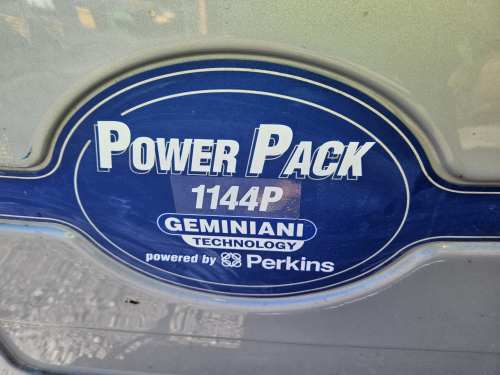 POWER PACK
1144P
GEMINIANI
TECHNOLOGY
powered by Perkins